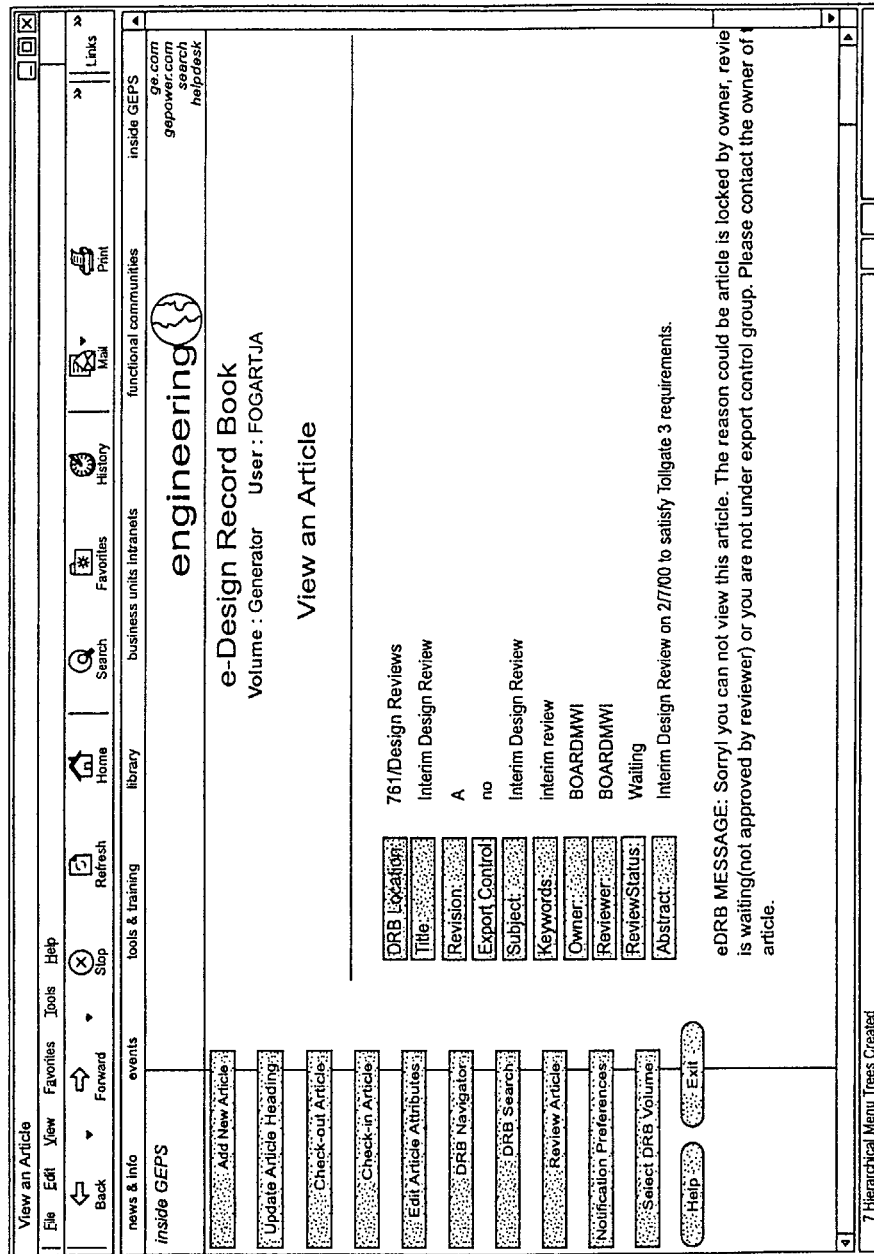 View an Article
File Edit View Favorites Tools Help
Back Forward Stop Refresh Home Search Favorites History Mail Print Links
news & info events tools & training library business units intranets functional communities inside GEPS
inside GEPS
engineering
ge.com
gepower.com
search
helpdesk
e-Design Record Book
Volume : Generator User : FOGARTJA
View an Article
Add New Article
Update Article Heading
Check-out Article
Check-in Article
Edit Article Attributes
DRB Navigator
DRB Search
Review Article
Notification Preferences
Select DRB Volume
Help Exit
DRB Location: 761/Design Reviews
Title: Interim Design Review
Revision: A
Export Control no
Subject: Interim Design Review
Keywords: interim review
Owner: BOARDMWI
Reviewer: BOARDMWI
ReviewStatus: Waiting
Abstract: Interim Design Review on 2/7/00 to satisfy Tollgate 3 requirements.
eDRB MESSAGE: Sorry! you can not view this article. The reason could be article is locked by owner, revie
is waiting(not approved by reviewer) or you are not under export control group. Please contact the owner of t
article.
7 Hierarchical Menu Trees Created